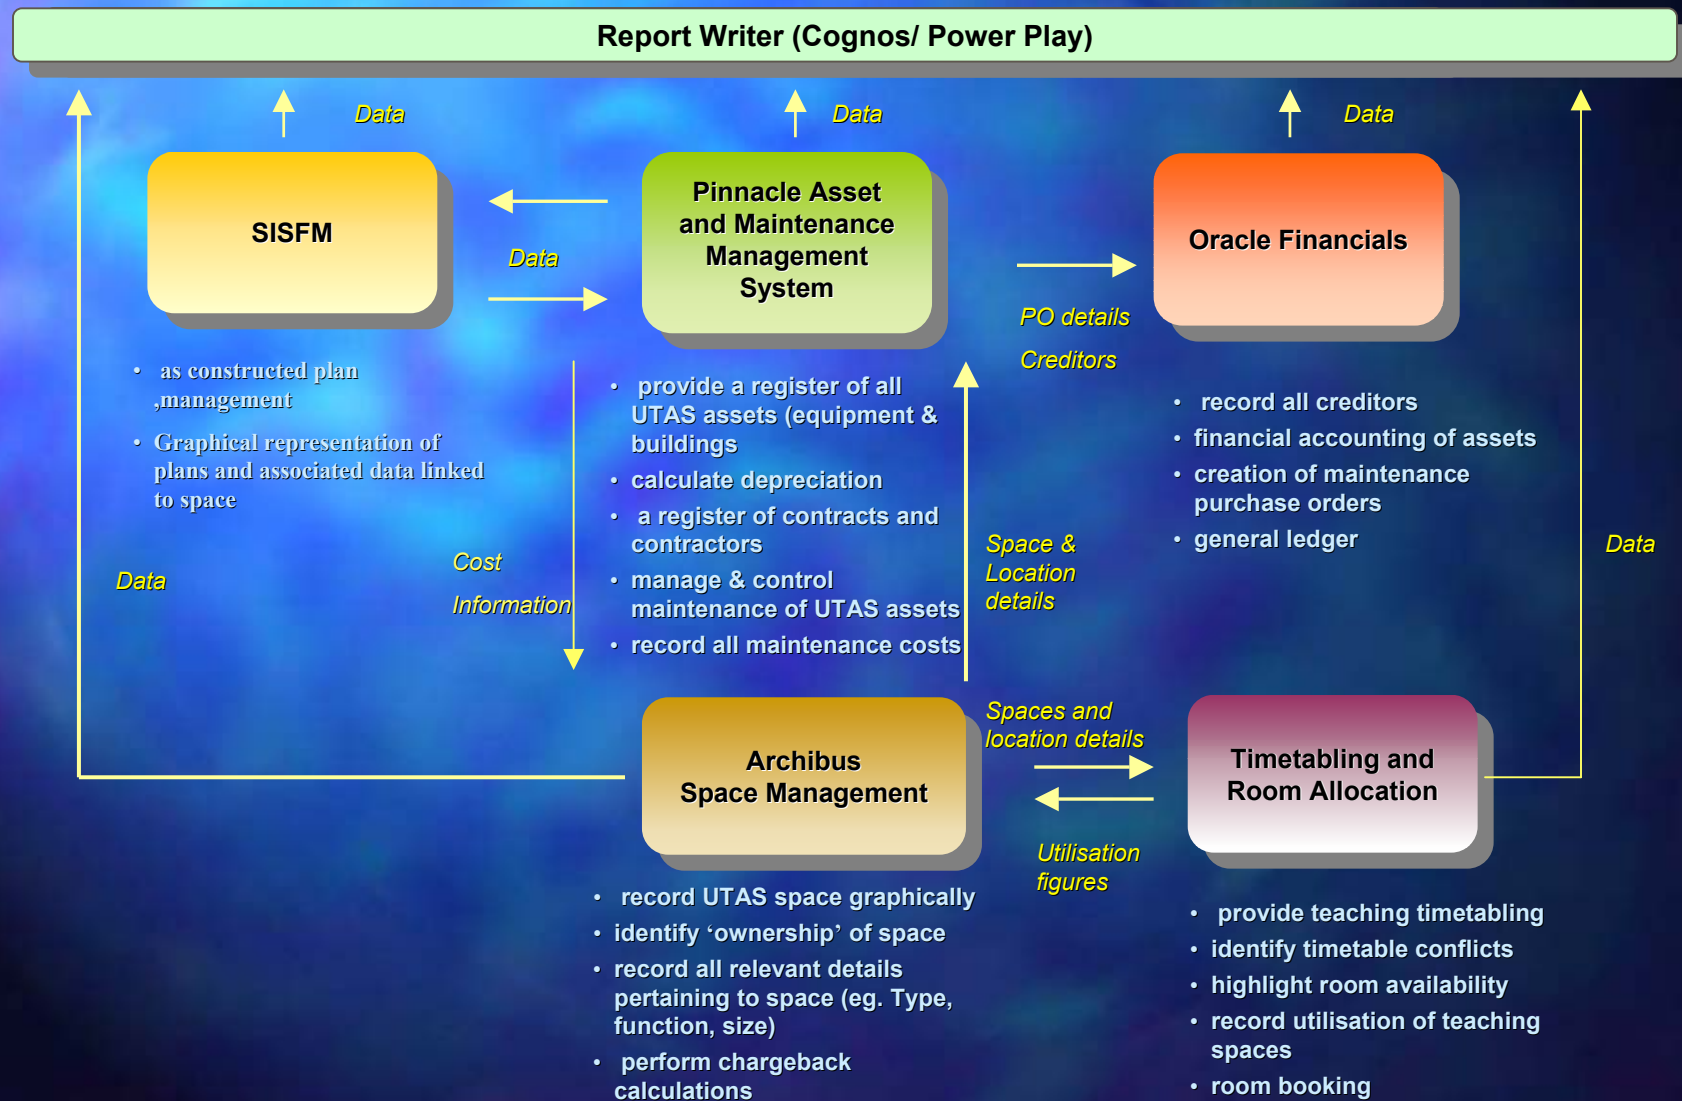 Report Writer (Cognos/ Power Play)
Data
Data
Data
SISFM
Data
Pinnacle Asset
and Maintenance
Management
System
PO details
Creditors
Oracle Financials
• as constructed plan
,management
• Graphical representation of
plans and associated data linked
to space
• provide a register of all
UTAS assets (equipment &
buildings
• calculate depreciation
• a register of contracts and
contractors
• manage & control
maintenance of UTAS assets
• record all maintenance costs
• record all creditors
• financial accounting of assets
• creation of maintenance
purchase orders
• general ledger
Data
Cost
Information
Space &
Location
details
Data
Archibus
Space Management
Spaces and
location details
Utilisation
figures
Timetabling and
Room Allocation
• record UTAS space graphically
• identify ‘ownership’ of space
• record all relevant details
pertaining to space (eg. Type,
function, size)
• perform chargeback
calculations
• provide teaching timetabling
• identify timetable conflicts
• highlight room availability
• record utilisation of teaching
spaces
• room booking